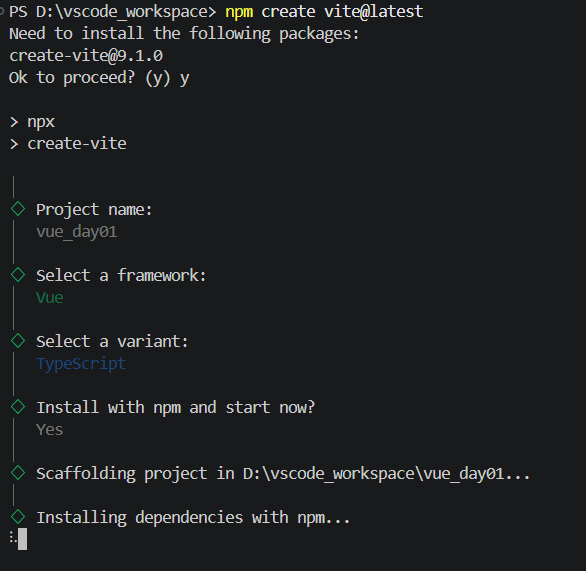 PS D:\vscode_workspace> npm create vite@latest
Need to install the following packages:
create-vite@9.1.0
Ok to proceed? (y) y
> npx
> create-vite
Project name:
vue_day01
Select a framework:
Vue
Select a variant:
TypeScript
Install with npm and start now?
Yes
Scaffolding project in D:\vscode_workspace\vue_day01...
Installing dependencies with npm...